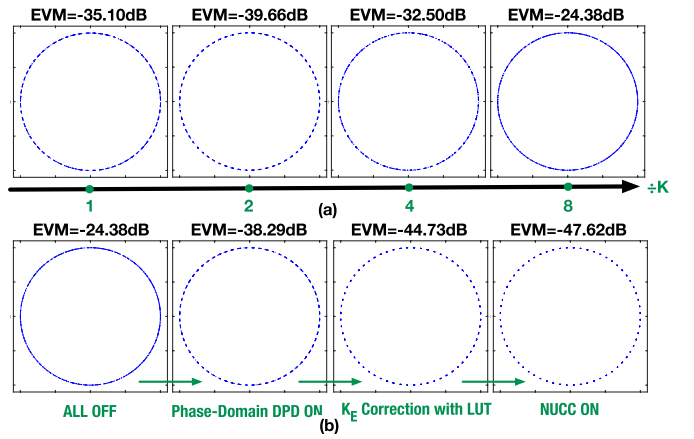 EVM=-35.10dB EVM=-39.66dB EVM=-32.50dB EVM=-24.38dB
÷K
1 2 4 8
(a)
EVM=-24.38dB EVM=-38.29dB EVM=-44.73dB EVM=-47.62dB
ALL OFF Phase-Domain DPD ON KE Correction with LUT NUCC ON
(b)